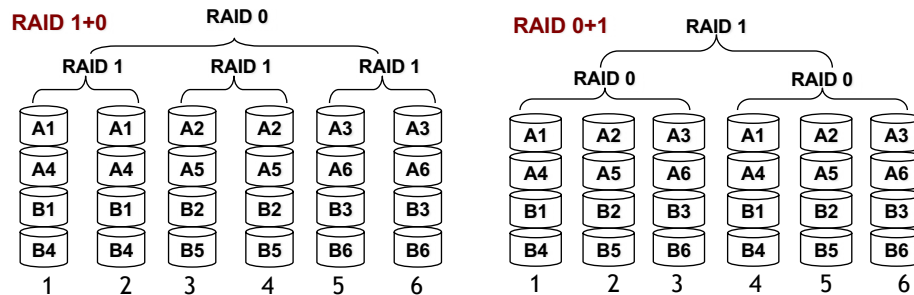 RAID 1+0
RAID 0
RAID 1 RAID 1 RAID 1
A1 A1 A2 A2 A3 A3
A4 A4 A5 A5 A6 A6
B1 B1 B2 B2 B3 B3
B4 B4 B5 B5 B6 B6
1 2 3 4 5 6
RAID 0+1
RAID 1
RAID 0 RAID 0
A1 A2 A3 A1 A2 A3
A4 A5 A6 A4 A5 A6
B1 B2 B3 B1 B2 B3
B4 B5 B6 B4 B5 B6
1 2 3 4 5 6